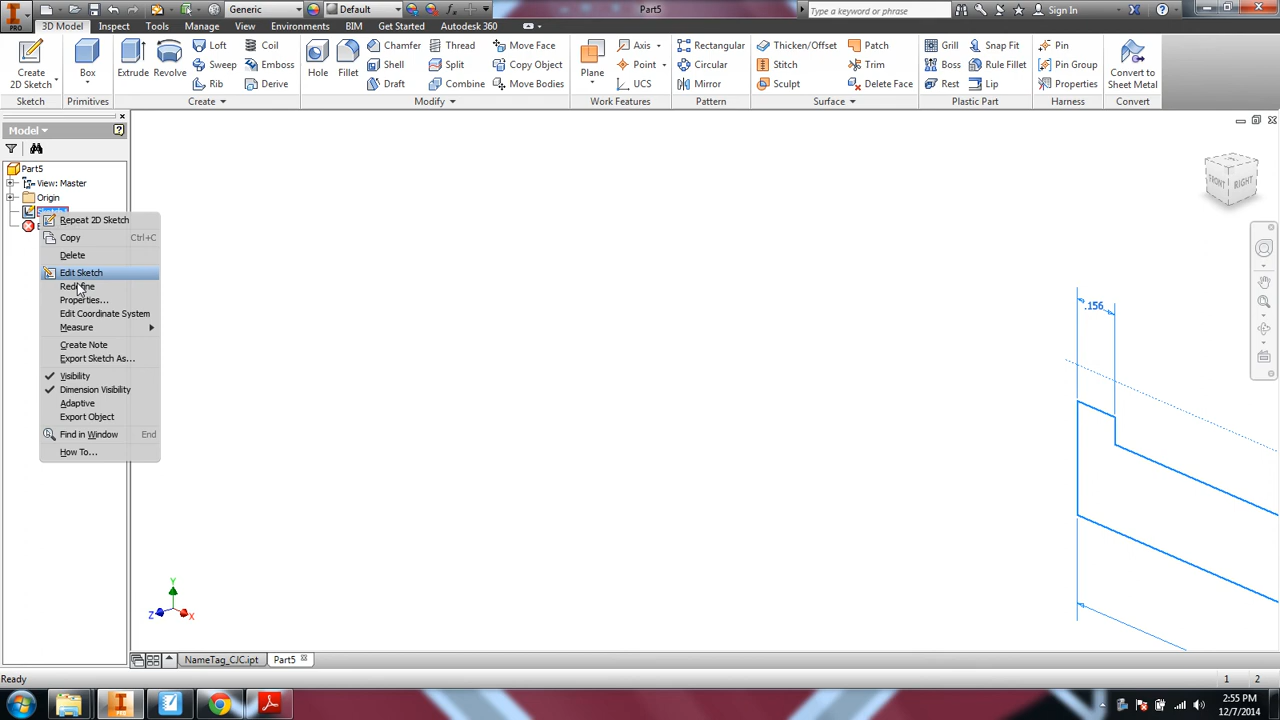 PRO Generic Default Part5 Type a keyword or phrase Sign In
3D Model Inspect Tools Manage View Environments BIM Get Started Autodesk 360
Loft Coil Chamfer Thread Move Face Axis Rectangular Thicken/Offset Patch Grill Snap Fit Pin
Create 2D Sketch Box Extrude Revolve Sweep Emboss Hole Fillet Shell Split Copy Object Plane Point Circular Stitch Trim Boss Rule Fillet Pin Group Convert to Sheet Metal
Rib Derive Draft Combine Move Bodies UCS Mirror Sculpt Delete Face Rest Lip Properties
Sketch Primitives Create Modify Work Features Pattern Surface Plastic Part Harness Convert
Model
Part5
View: Master
Origin
Repeat 2D Sketch
Copy Ctrl+C
Delete
Edit Sketch
Redefine
Properties...
Edit Coordinate System
Measure
Create Note
Export Sketch As...
Visibility
Dimension Visibility
Adaptive
Export Object
Find in Window End
How To...
FRONT RIGHT
.156
Y
Z X
NameTag_CJC.ipt Part5
Ready 1 2
PRO 2:55 PM
12/7/2014